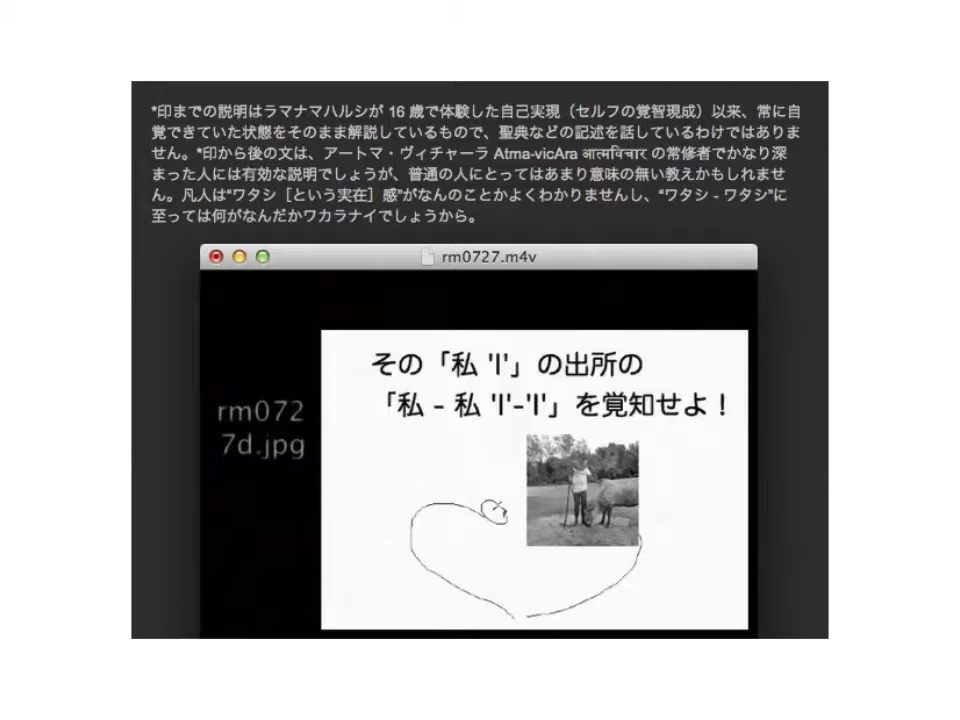 *印までの説明はラマナマハルシが 16 歳で体験した自己実現（セルフの覚智現成）以来、常に自
覚できていた状態をそのまま解説しているもので、聖典などの記述を話しているわけではありま
せん。*印から後の文は、アートマ・ヴィチャーラ Atma-vicAra आत्मविचार の常修者でかなり深
まった人には有効な説明でしょうが、普通の人にとってはあまり意味の無い教えかもしれませ
ん。凡人は“ワタシ［という実在］感”がなんのことかよくわかりませんし、“ワタシ - ワタシ”に
至っては何がなんだかワカラナイでしょうから。
rm0727.m4v
その「私 'I'」の出所の
「私 - 私 'I'-'I'」を覚知せよ！
rm072
7d.jpg